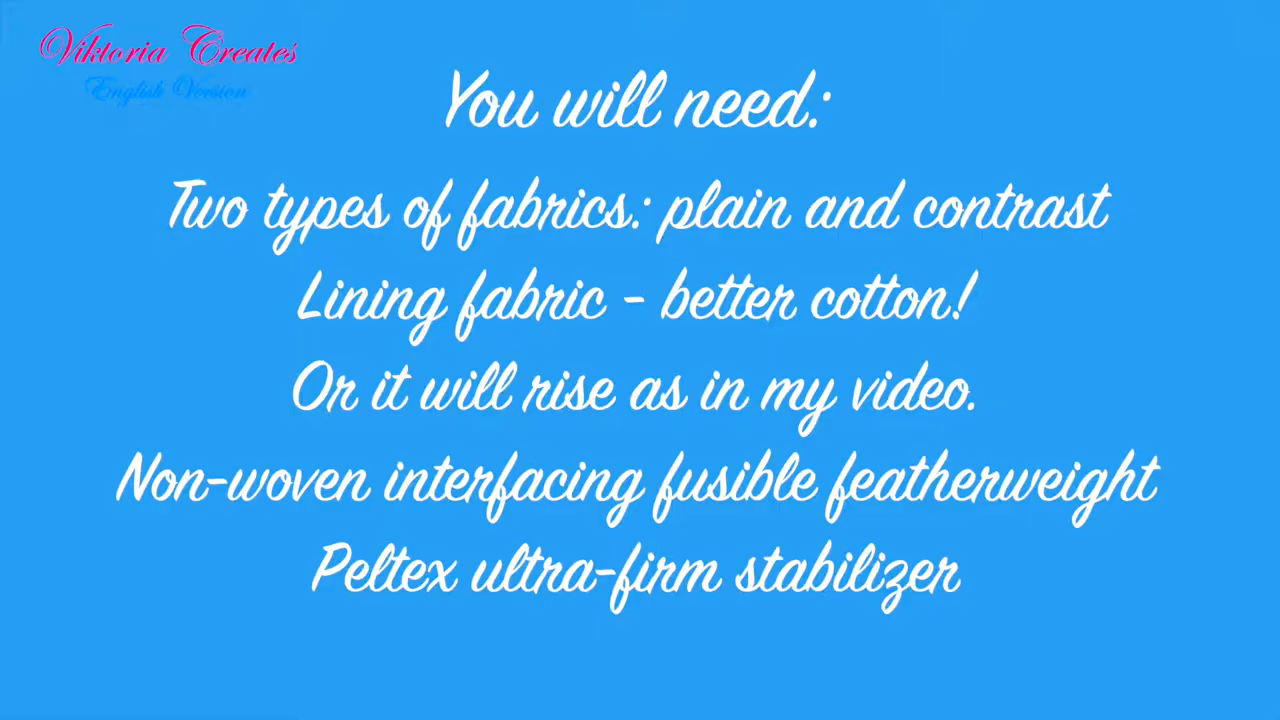 Viktoria Creates
English Version
You will need:
Two types of fabrics: plain and contrast
Lining fabric - better cotton!
Or it will rise as in my video.
Non-woven interfacing fusible featherweight
Peltex ultra-firm stabilizer